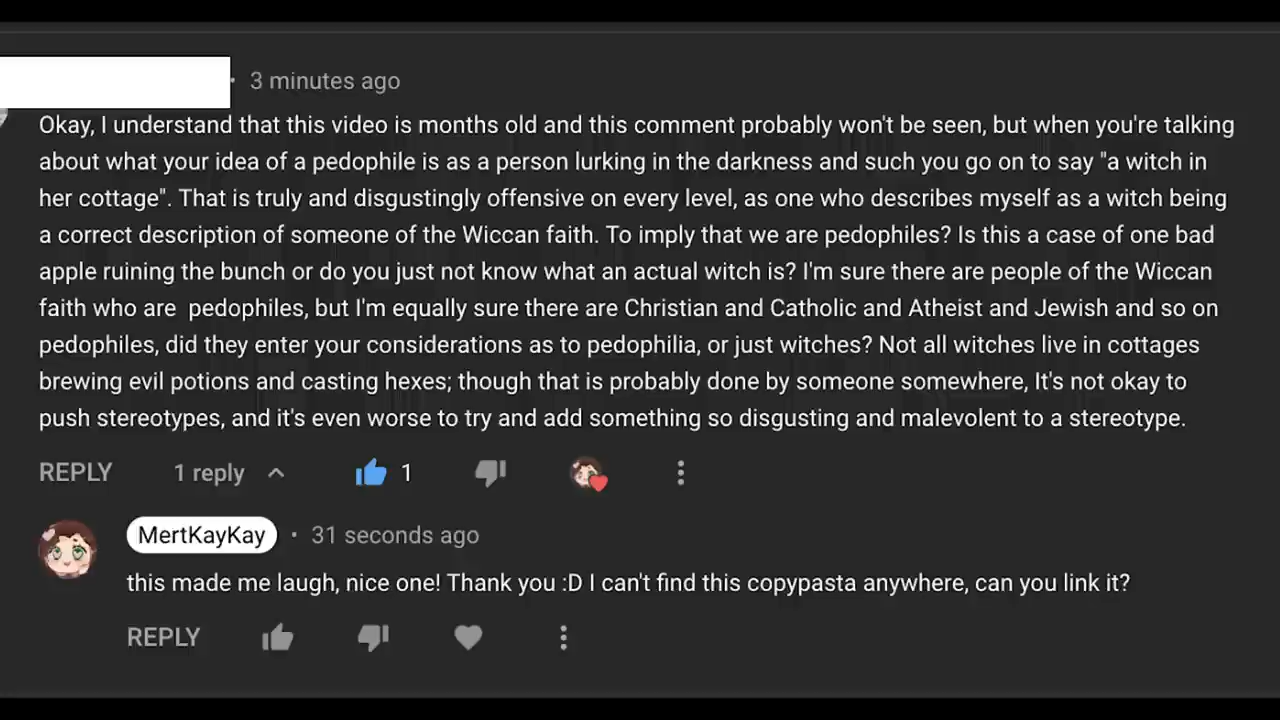 · 3 minutes ago
Okay, I understand that this video is months old and this comment probably won't be seen, but when you're talking
about what your idea of a pedophile is as a person lurking in the darkness and such you go on to say "a witch in
her cottage". That is truly and disgustingly offensive on every level, as one who describes myself as a witch being
a correct description of someone of the Wiccan faith. To imply that we are pedophiles? Is this a case of one bad
apple ruining the bunch or do you just not know what an actual witch is? I'm sure there are people of the Wiccan
faith who are  pedophiles, but I'm equally sure there are Christian and Catholic and Atheist and Jewish and so on
pedophiles, did they enter your considerations as to pedophilia, or just witches? Not all witches live in cottages
brewing evil potions and casting hexes; though that is probably done by someone somewhere, It's not okay to
push stereotypes, and it's even worse to try and add something so disgusting and malevolent to a stereotype.
REPLY 1 reply 1
MertKayKay · 31 seconds ago
this made me laugh, nice one! Thank you :D I can't find this copypasta anywhere, can you link it?
REPLY